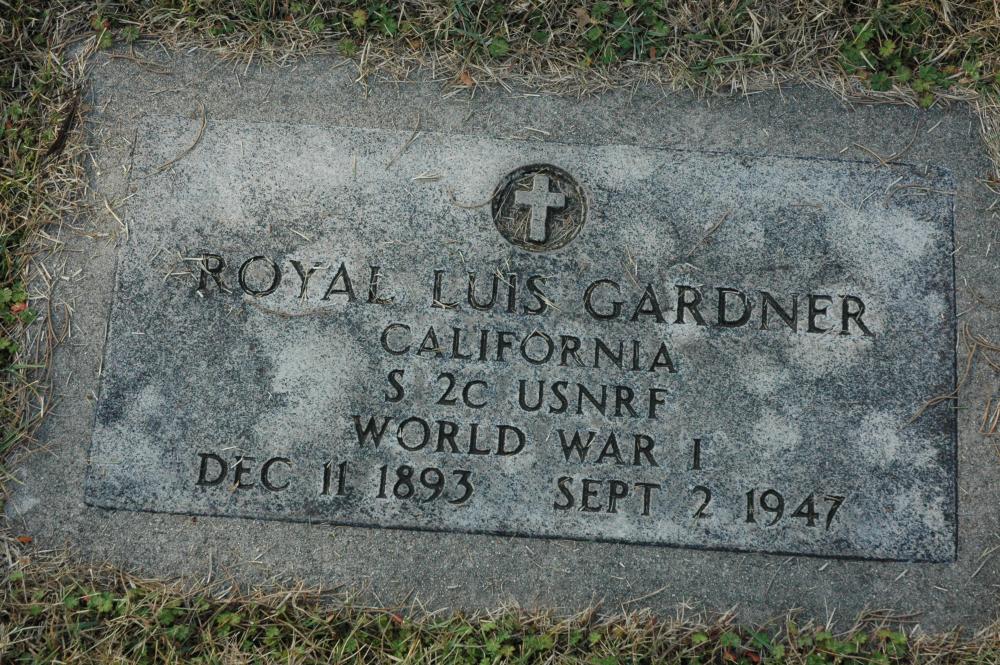 ROYAL LUIS GARDNER
CALIFORNIA
S 2C USNRF
WORLD WAR I
DEC 11 1893 SEPT 2 1947